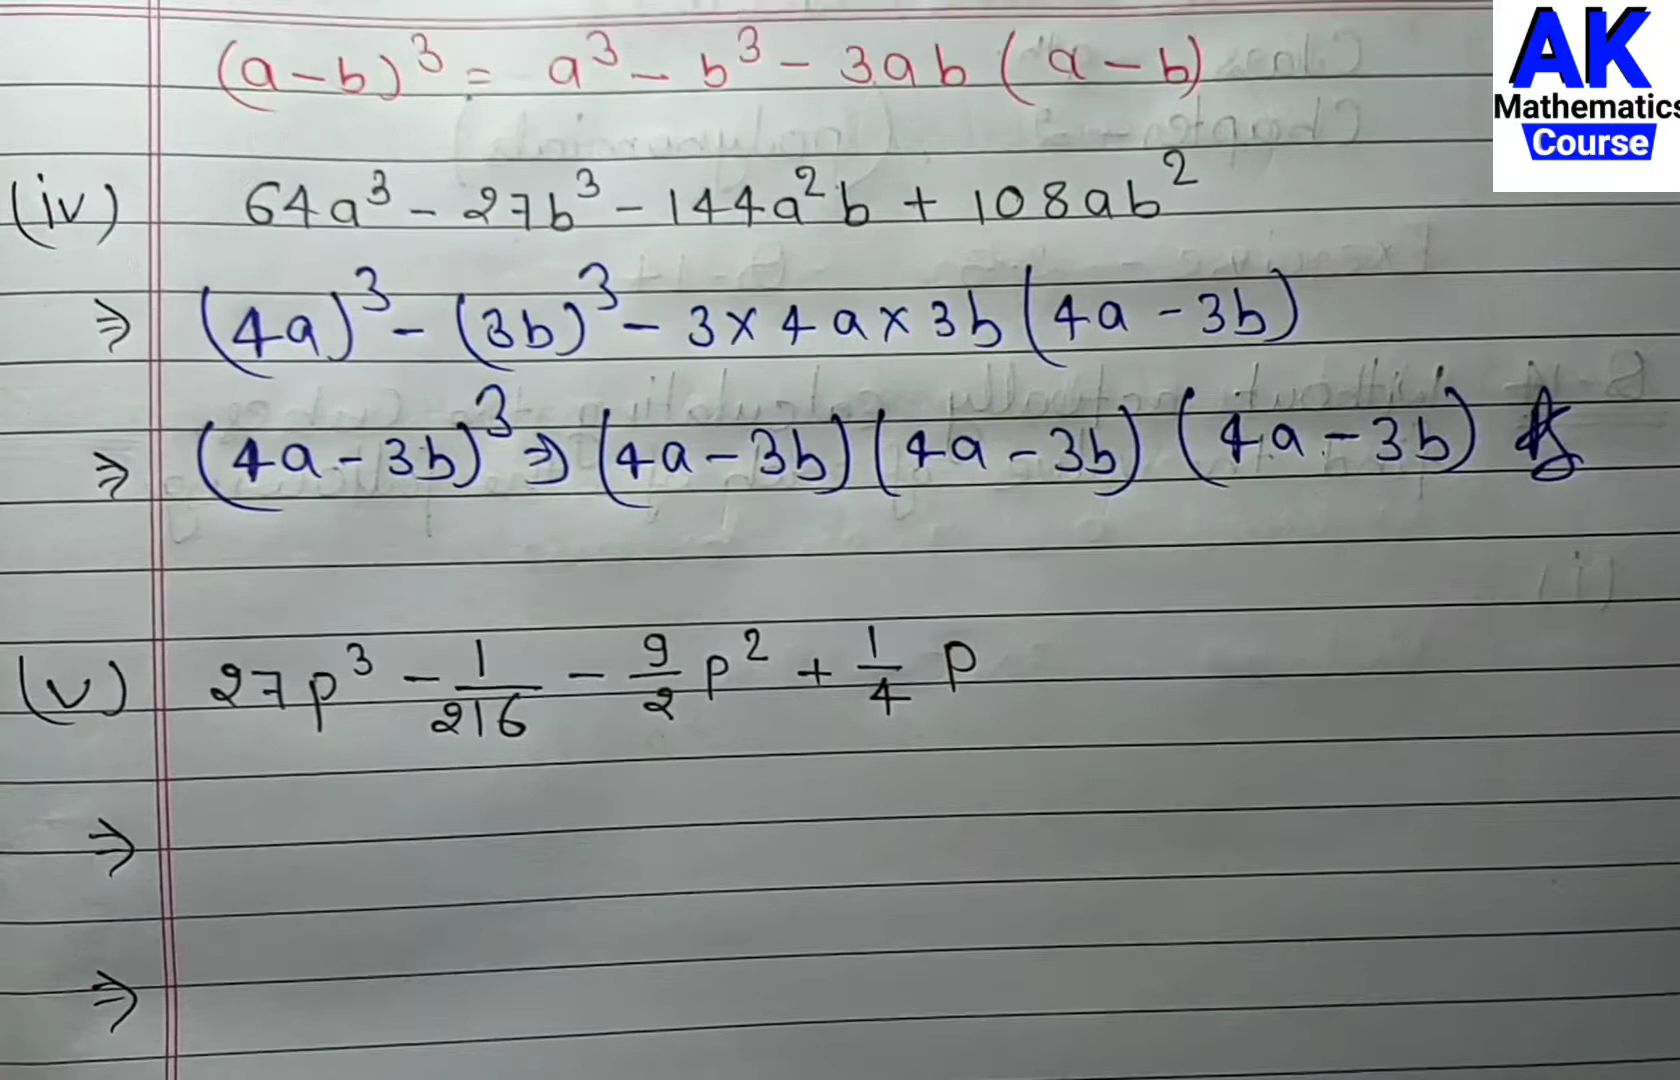 (a-b)³ = a³ - b³ - 3ab (a-b)
AK
Mathematics
Course
(iv) 64a³ - 27b³ - 144a²b + 108ab²
⇒ (4a)³ - (3b)³ - 3×4a×3b (4a-3b)
⇒ (4a-3b)³ ⇒ (4a-3b) (4a-3b) (4a-3b)
(v) 27p³ - 1/216 - 9/2 p² + 1/4 p
⇒
⇒